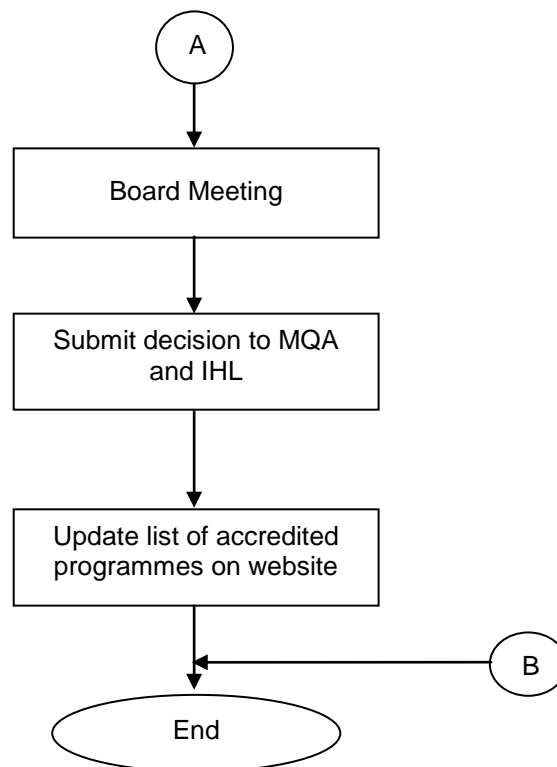 A
Board Meeting
Submit decision to MQA
and IHL
Update list of accredited
programmes on website
B
End